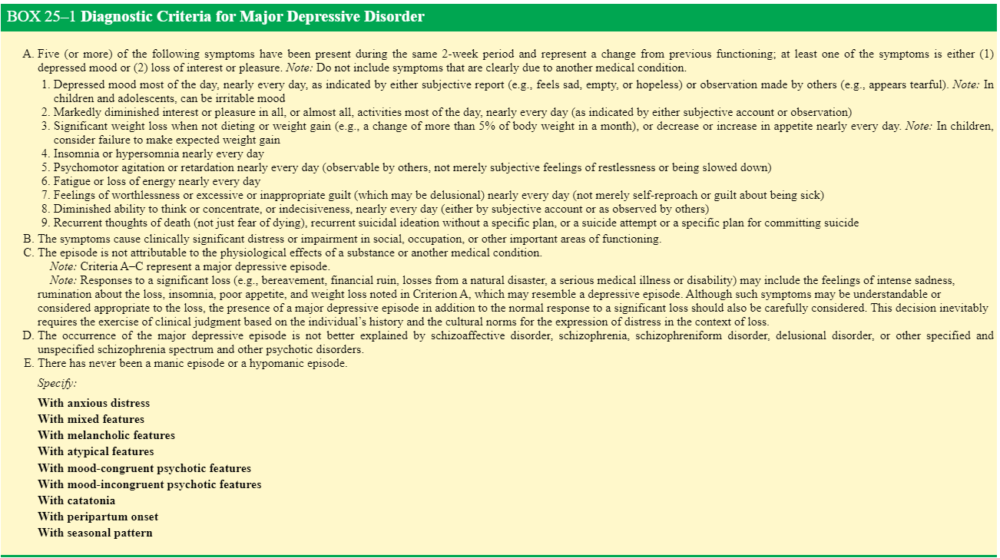 BOX 25–1 Diagnostic Criteria for Major Depressive Disorder
A. Five (or more) of the following symptoms have been present during the same 2-week period and represent a change from previous functioning; at least one of the symptoms is either (1)
depressed mood or (2) loss of interest or pleasure. Note: Do not include symptoms that are clearly due to another medical condition.
1. Depressed mood most of the day, nearly every day, as indicated by either subjective report (e.g., feels sad, empty, or hopeless) or observation made by others (e.g., appears tearful). Note: In
children and adolescents, can be irritable mood
2. Markedly diminished interest or pleasure in all, or almost all, activities most of the day, nearly every day (as indicated by either subjective account or observation)
3. Significant weight loss when not dieting or weight gain (e.g., a change of more than 5% of body weight in a month), or decrease or increase in appetite nearly every day. Note: In children,
consider failure to make expected weight gain
4. Insomnia or hypersomnia nearly every day
5. Psychomotor agitation or retardation nearly every day (observable by others, not merely subjective feelings of restlessness or being slowed down)
6. Fatigue or loss of energy nearly every day
7. Feelings of worthlessness or excessive or inappropriate guilt (which may be delusional) nearly every day (not merely self-reproach or guilt about being sick)
8. Diminished ability to think or concentrate, or indecisiveness, nearly every day (either by subjective account or as observed by others)
9. Recurrent thoughts of death (not just fear of dying), recurrent suicidal ideation without a specific plan, or a suicide attempt or a specific plan for committing suicide
B. The symptoms cause clinically significant distress or impairment in social, occupation, or other important areas of functioning.
C. The episode is not attributable to the physiological effects of a substance or another medical condition.
Note: Criteria A–C represent a major depressive episode.
Note: Responses to a significant loss (e.g., bereavement, financial ruin, losses from a natural disaster, a serious medical illness or disability) may include the feelings of intense sadness,
rumination about the loss, insomnia, poor appetite, and weight loss noted in Criterion A, which may resemble a depressive episode. Although such symptoms may be understandable or
considered appropriate to the loss, the presence of a major depressive episode in addition to the normal response to a significant loss should also be carefully considered. This decision inevitably
requires the exercise of clinical judgment based on the individual’s history and the cultural norms for the expression of distress in the context of loss.
D. The occurrence of the major depressive episode is not better explained by schizoaffective disorder, schizophrenia, schizophreniform disorder, delusional disorder, or other specified and
unspecified schizophrenia spectrum and other psychotic disorders.
E. There has never been a manic episode or a hypomanic episode.
Specify:
With anxious distress
With mixed features
With melancholic features
With atypical features
With mood-congruent psychotic features
With mood-incongruent psychotic features
With catatonia
With peripartum onset
With seasonal pattern